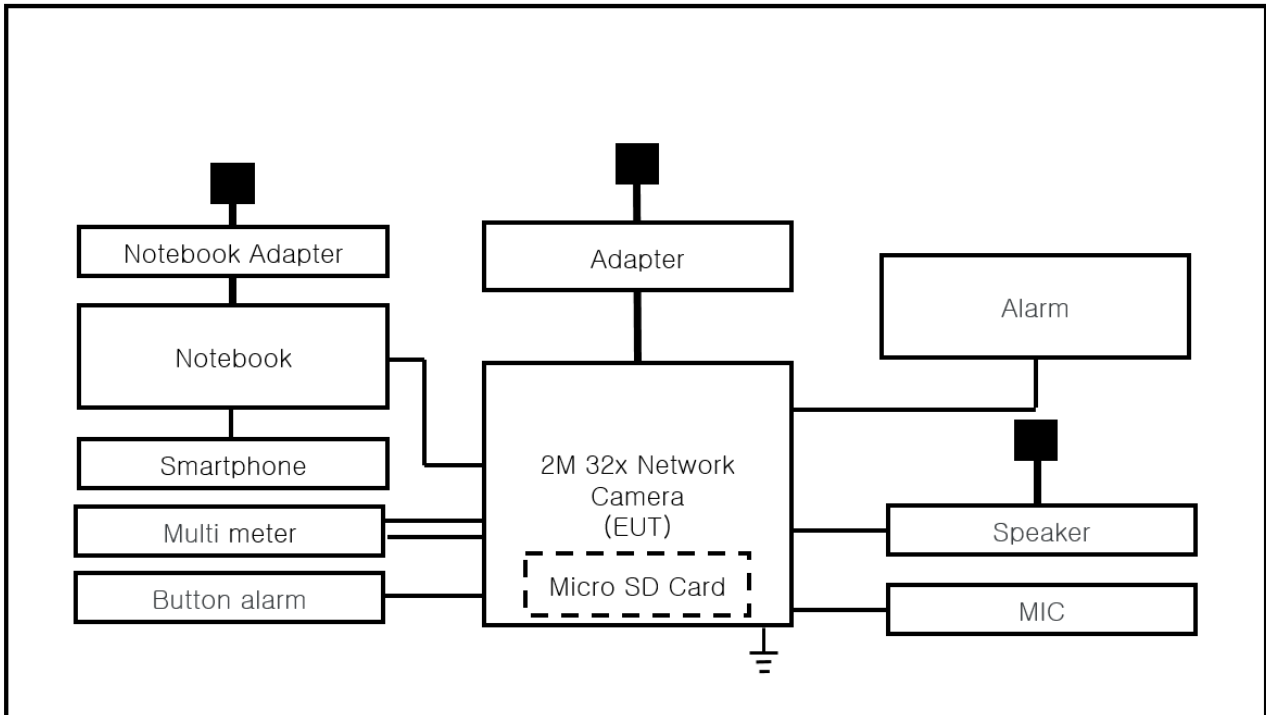 Notebook Adapter
Adapter
Alarm
Notebook
Smartphone
2M 32x Network
Camera
(EUT)
Multi meter
Speaker
Micro SD Card
Button alarm
MIC